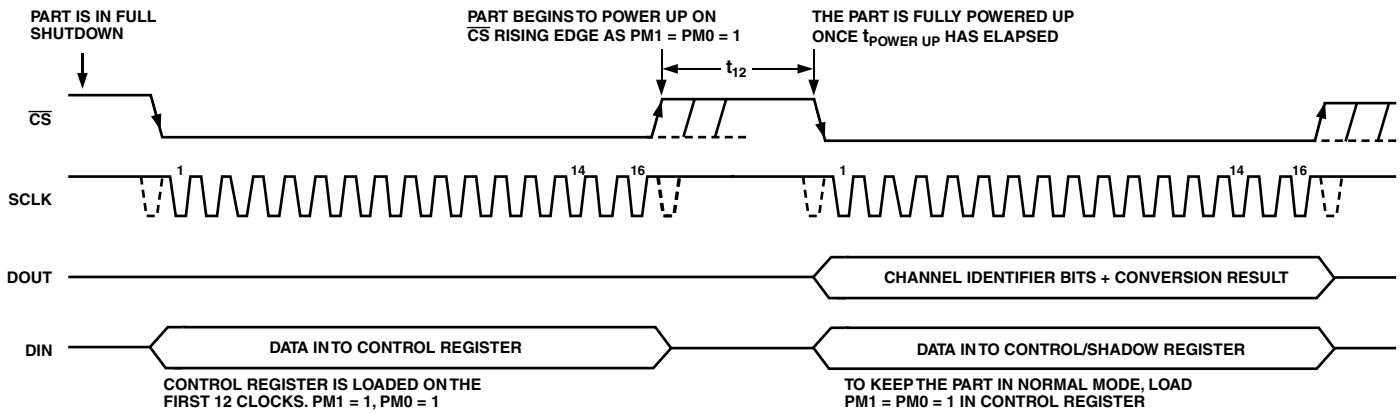 PART IS IN FULL
SHUTDOWN
PART BEGINS TO POWER UP ON
CS RISING EDGE AS PM1 = PM0 = 1
THE PART IS FULLY POWERED UP
ONCE tPOWER UP HAS ELAPSED
t12
CS
SCLK
1
14
16
1
14
16
DOUT
CHANNEL IDENTIFIER BITS + CONVERSION RESULT
DIN
DATA INTO CONTROL REGISTER
DATA INTO CONTROL/SHADOW REGISTER
CONTROL REGISTER IS LOADED ON THE
FIRST 12 CLOCKS. PM1 = 1, PM0 = 1
TO KEEP THE PART IN NORMAL MODE, LOAD
PM1 = PM0 = 1 IN CONTROL REGISTER